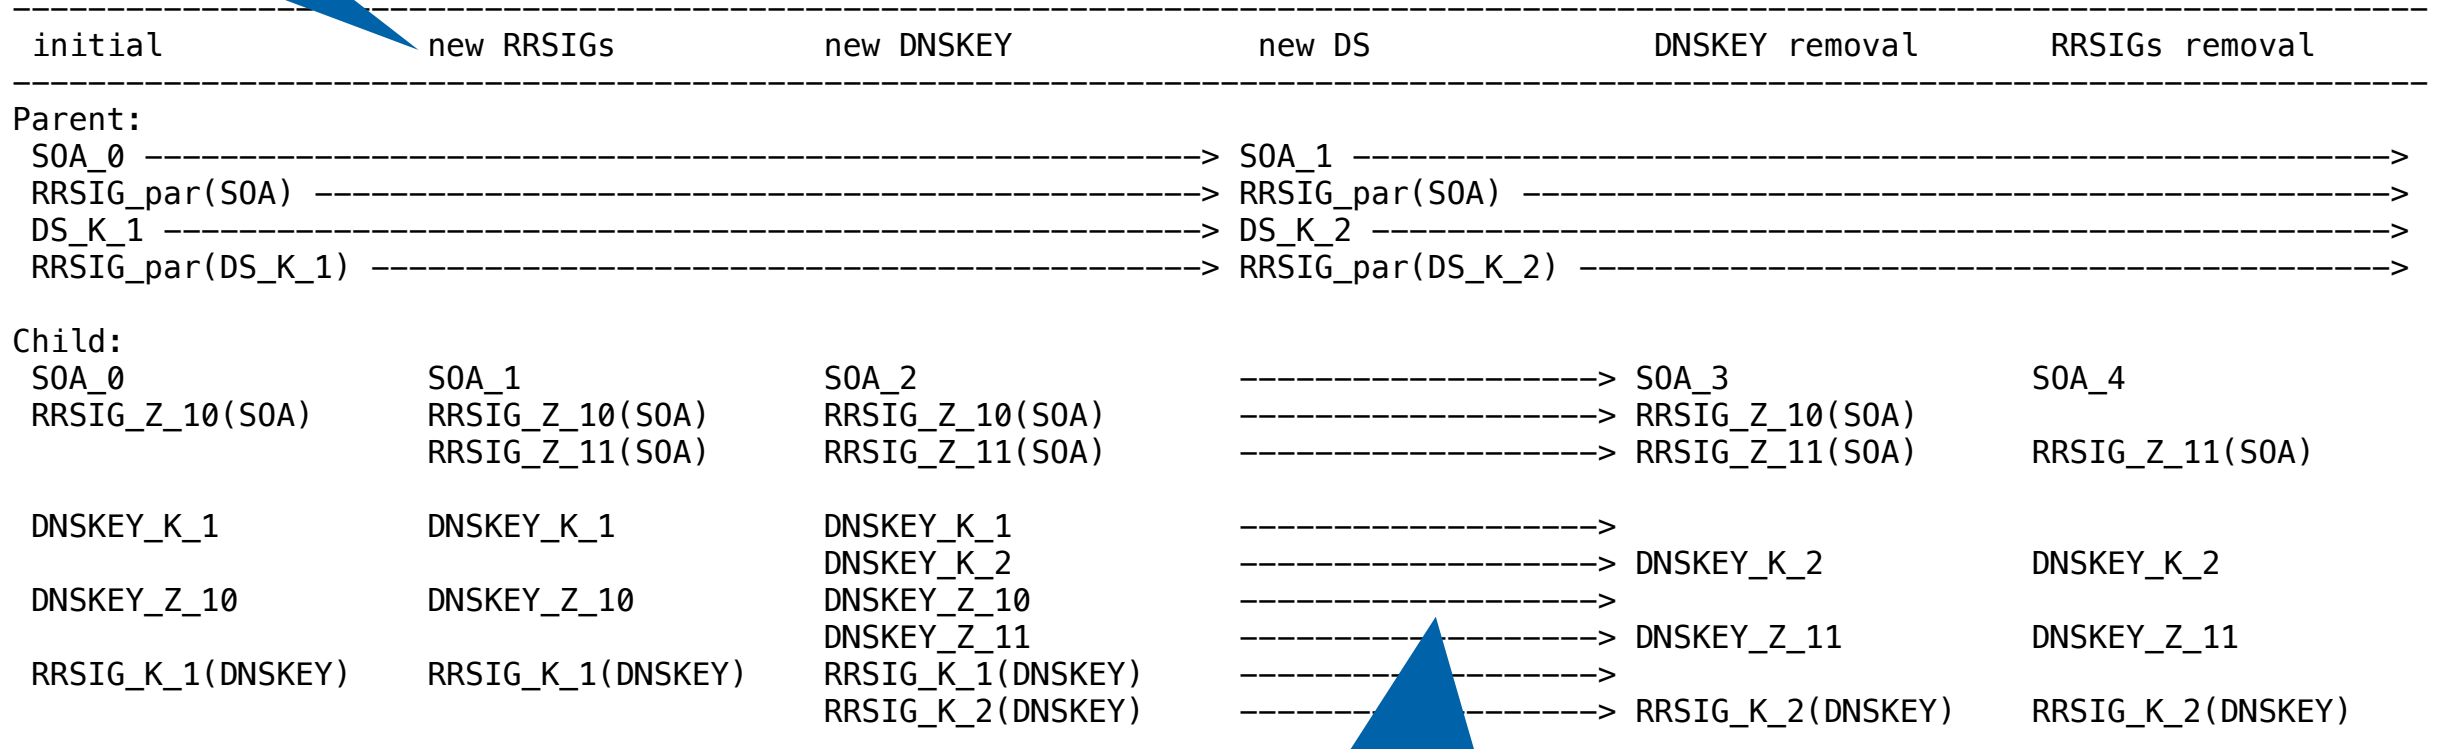 ------------------------------------------------------------
initial new RRSIGs new DNSKEY new DS DNSKEY removal RRSIGs removal
------------------------------------------------------------
Parent:
SOA_0 --------------------------------------------------------> SOA_1 ------------------------------------------------------->
RRSIG_par(SOA) -----------------------------------------------> RRSIG_par(SOA) ---------------------------------------------->
DS_K_1 -------------------------------------------------------> DS_K_2 ------------------------------------------------------>
RRSIG_par(DS_K_1) --------------------------------------------> RRSIG_par(DS_K_2) ------------------------------------------->
Child:
SOA_0 SOA_1 SOA_2 -------------------> SOA_3 SOA_4
RRSIG_Z_10(SOA) RRSIG_Z_10(SOA) RRSIG_Z_10(SOA) -------------------> RRSIG_Z_10(SOA)
RRSIG_Z_11(SOA) RRSIG_Z_11(SOA) -------------------> RRSIG_Z_11(SOA) RRSIG_Z_11(SOA)
DNSKEY_K_1 DNSKEY_K_1 DNSKEY_K_1 ------------------->
DNSKEY_K_2 -------------------> DNSKEY_K_2 DNSKEY_K_2
DNSKEY_Z_10 DNSKEY_Z_10 DNSKEY_Z_10 ------------------->
DNSKEY_Z_11 -------------------> DNSKEY_Z_11 DNSKEY_Z_11
RRSIG_K_1(DNSKEY) RRSIG_K_1(DNSKEY) RRSIG_K_1(DNSKEY) ------------------->
RRSIG_K_2(DNSKEY) -------------------> RRSIG_K_2(DNSKEY) RRSIG_K_2(DNSKEY)